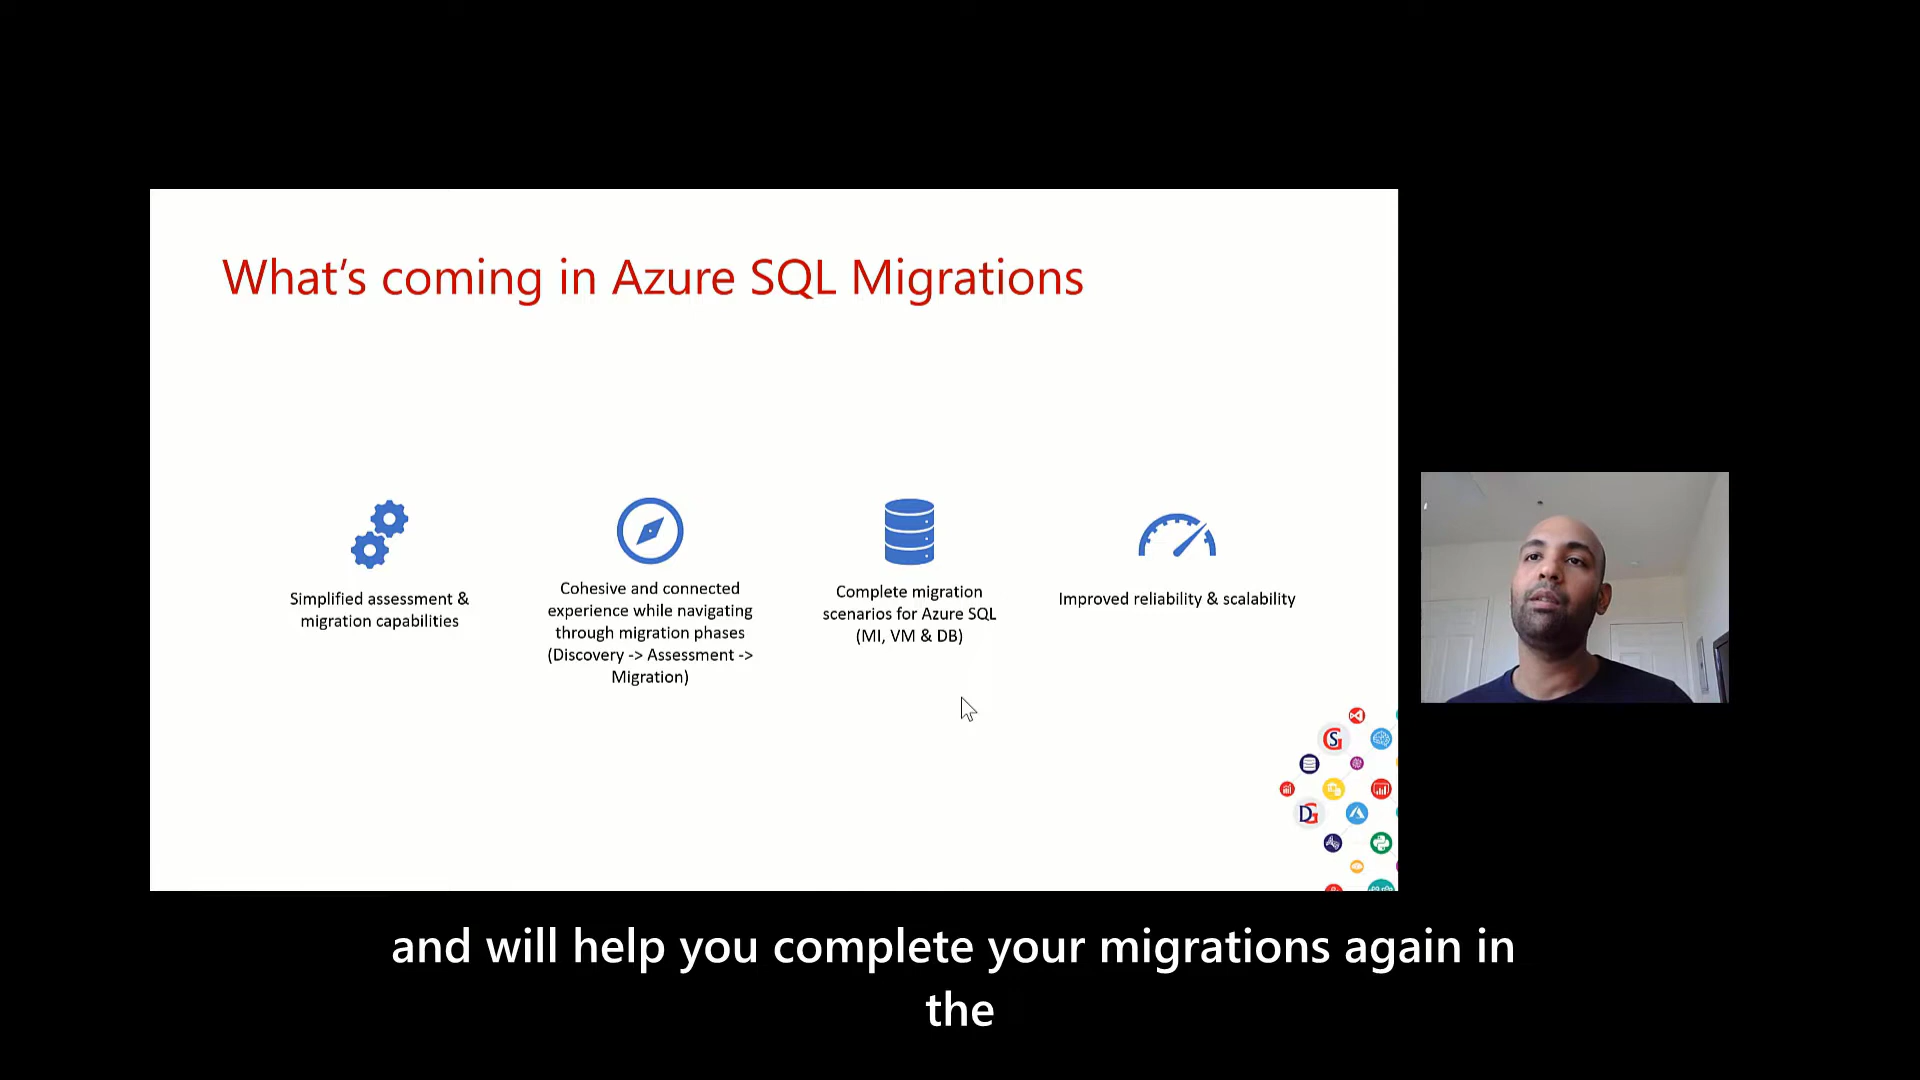 What's coming in Azure SQL Migrations
Simplified assessment &
migration capabilities
Cohesive and connected
experience while navigating
through migration phases
(Discovery -> Assessment ->
Migration)
Complete migration
scenarios for Azure SQL
(MI, VM & DB)
Improved reliability & scalability
GS
DG
and will help you complete your migrations again in
the